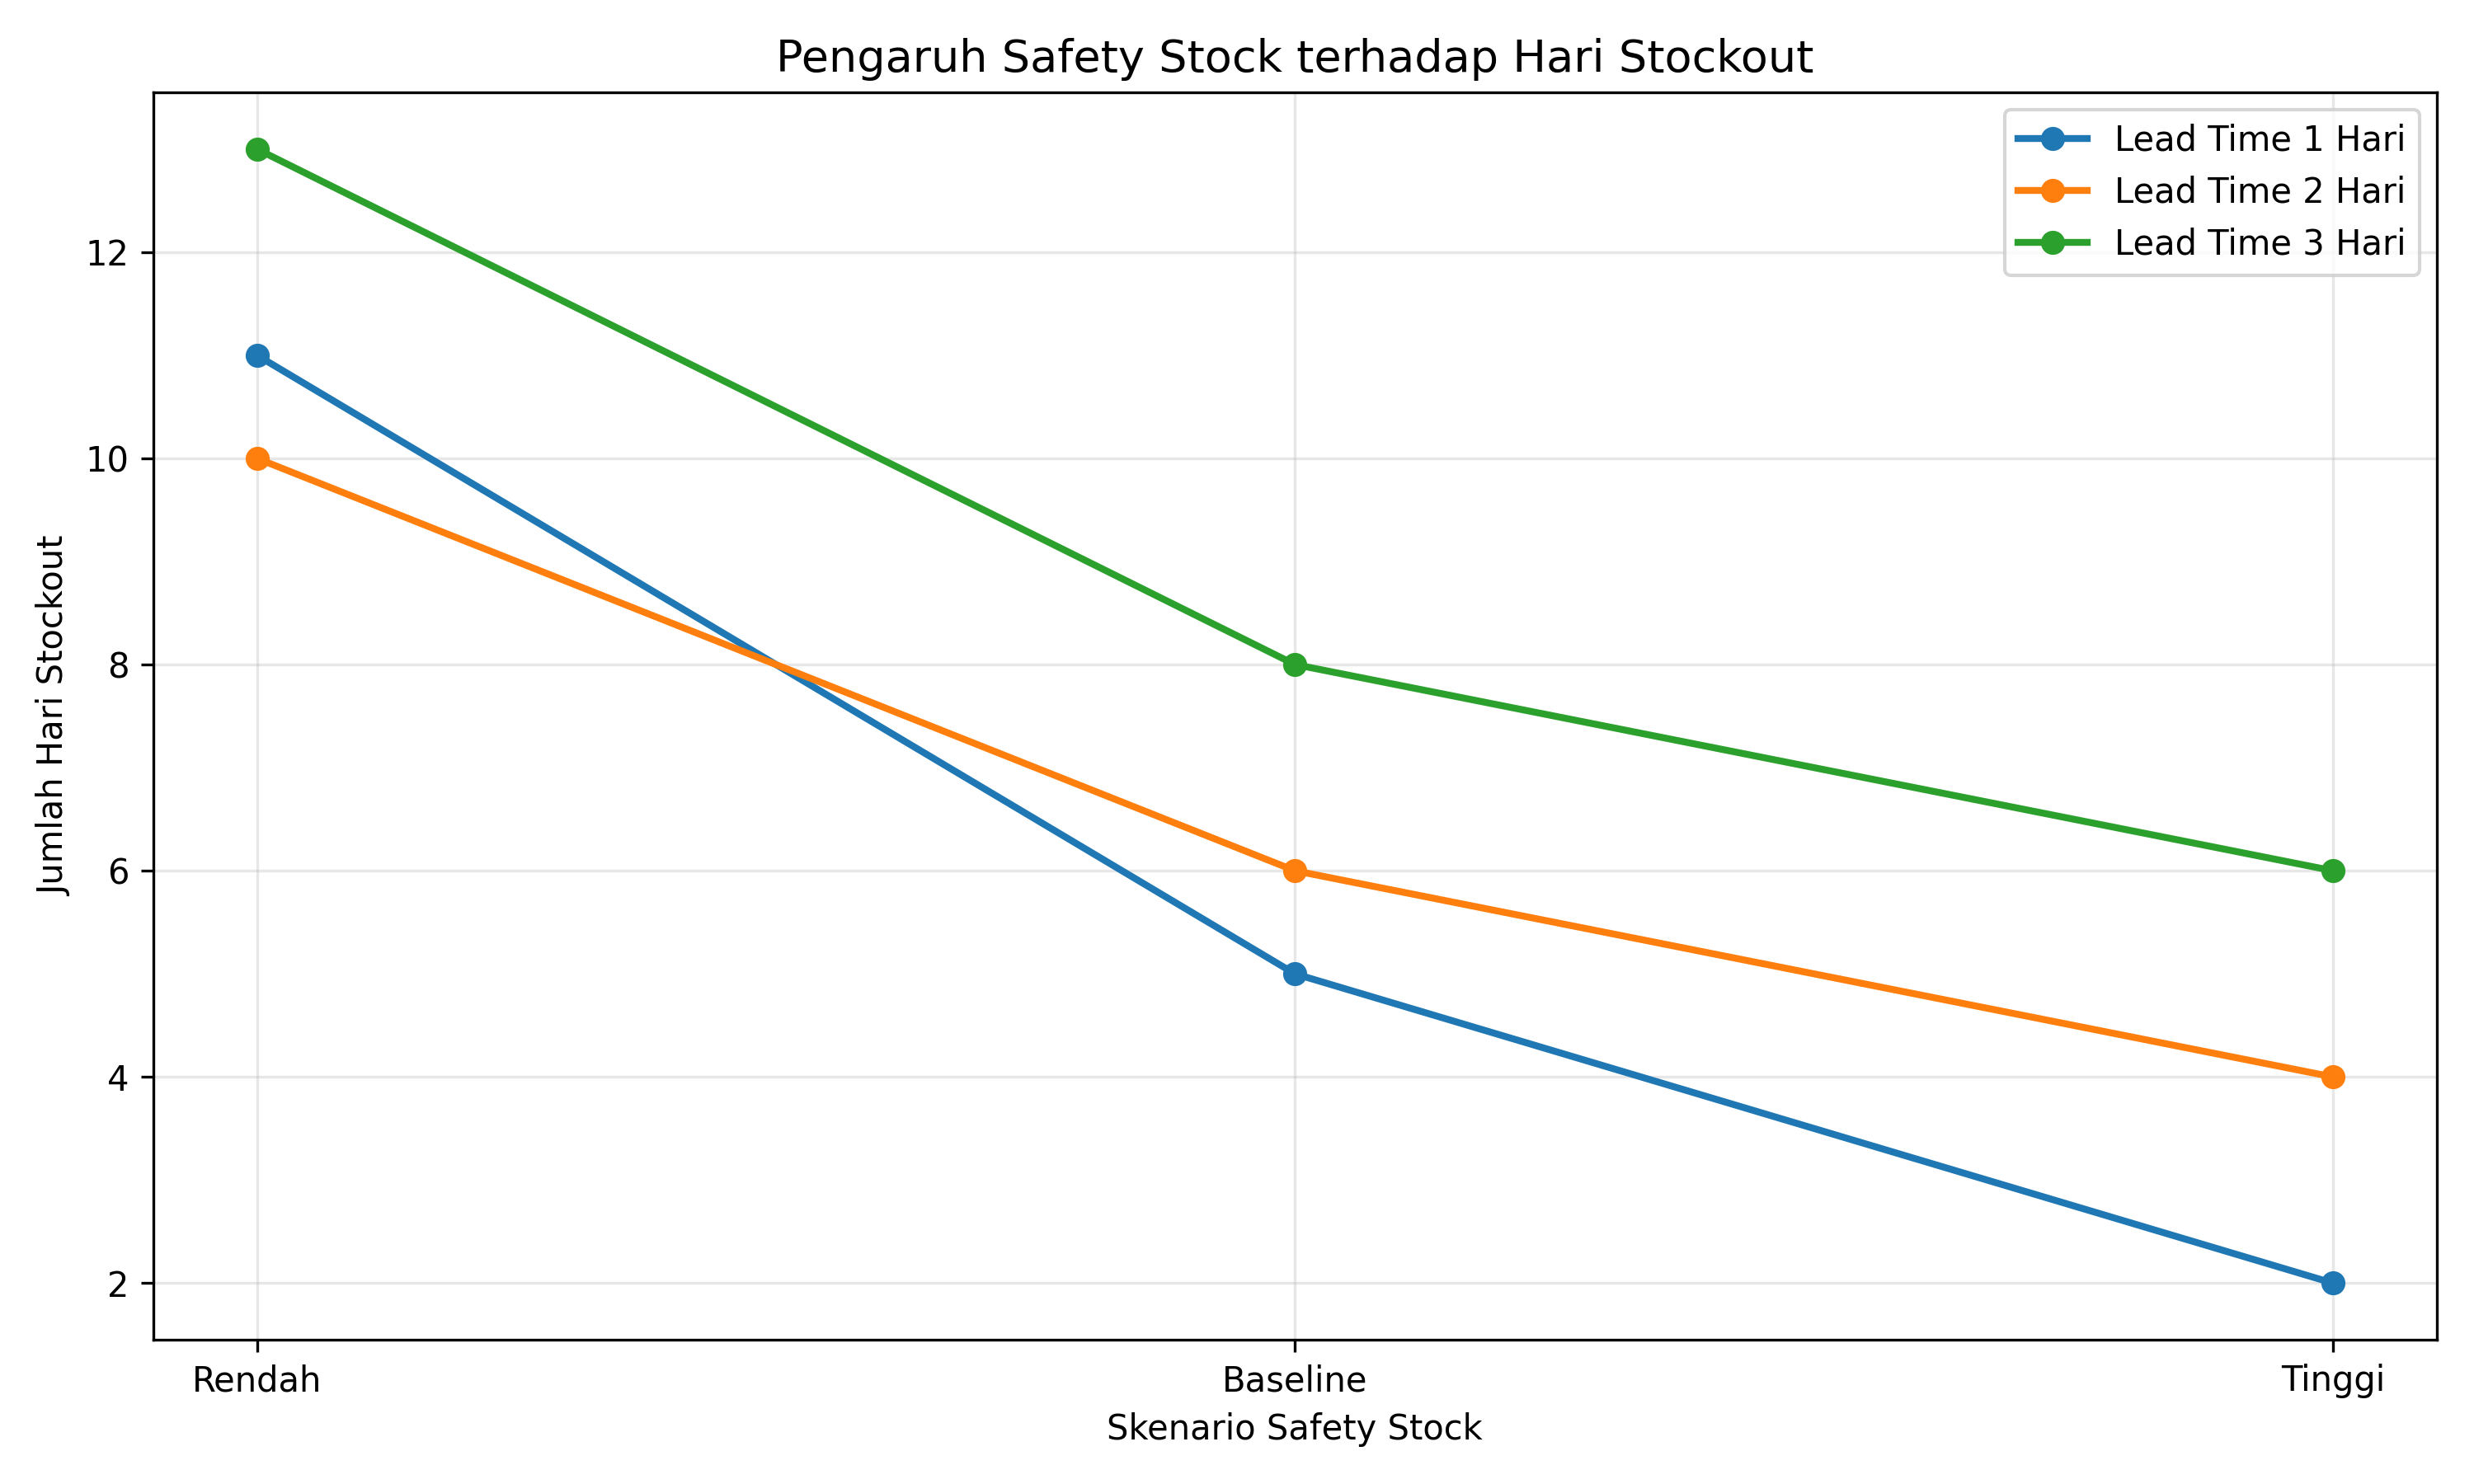 Pengaruh Safety Stock terhadap Hari Stockout
Lead Time 1 Hari
Lead Time 2 Hari
Lead Time 3 Hari
Jumlah Hari Stockout
12
10
8
6
4
2
Rendah
Baseline
Tinggi
Skenario Safety Stock